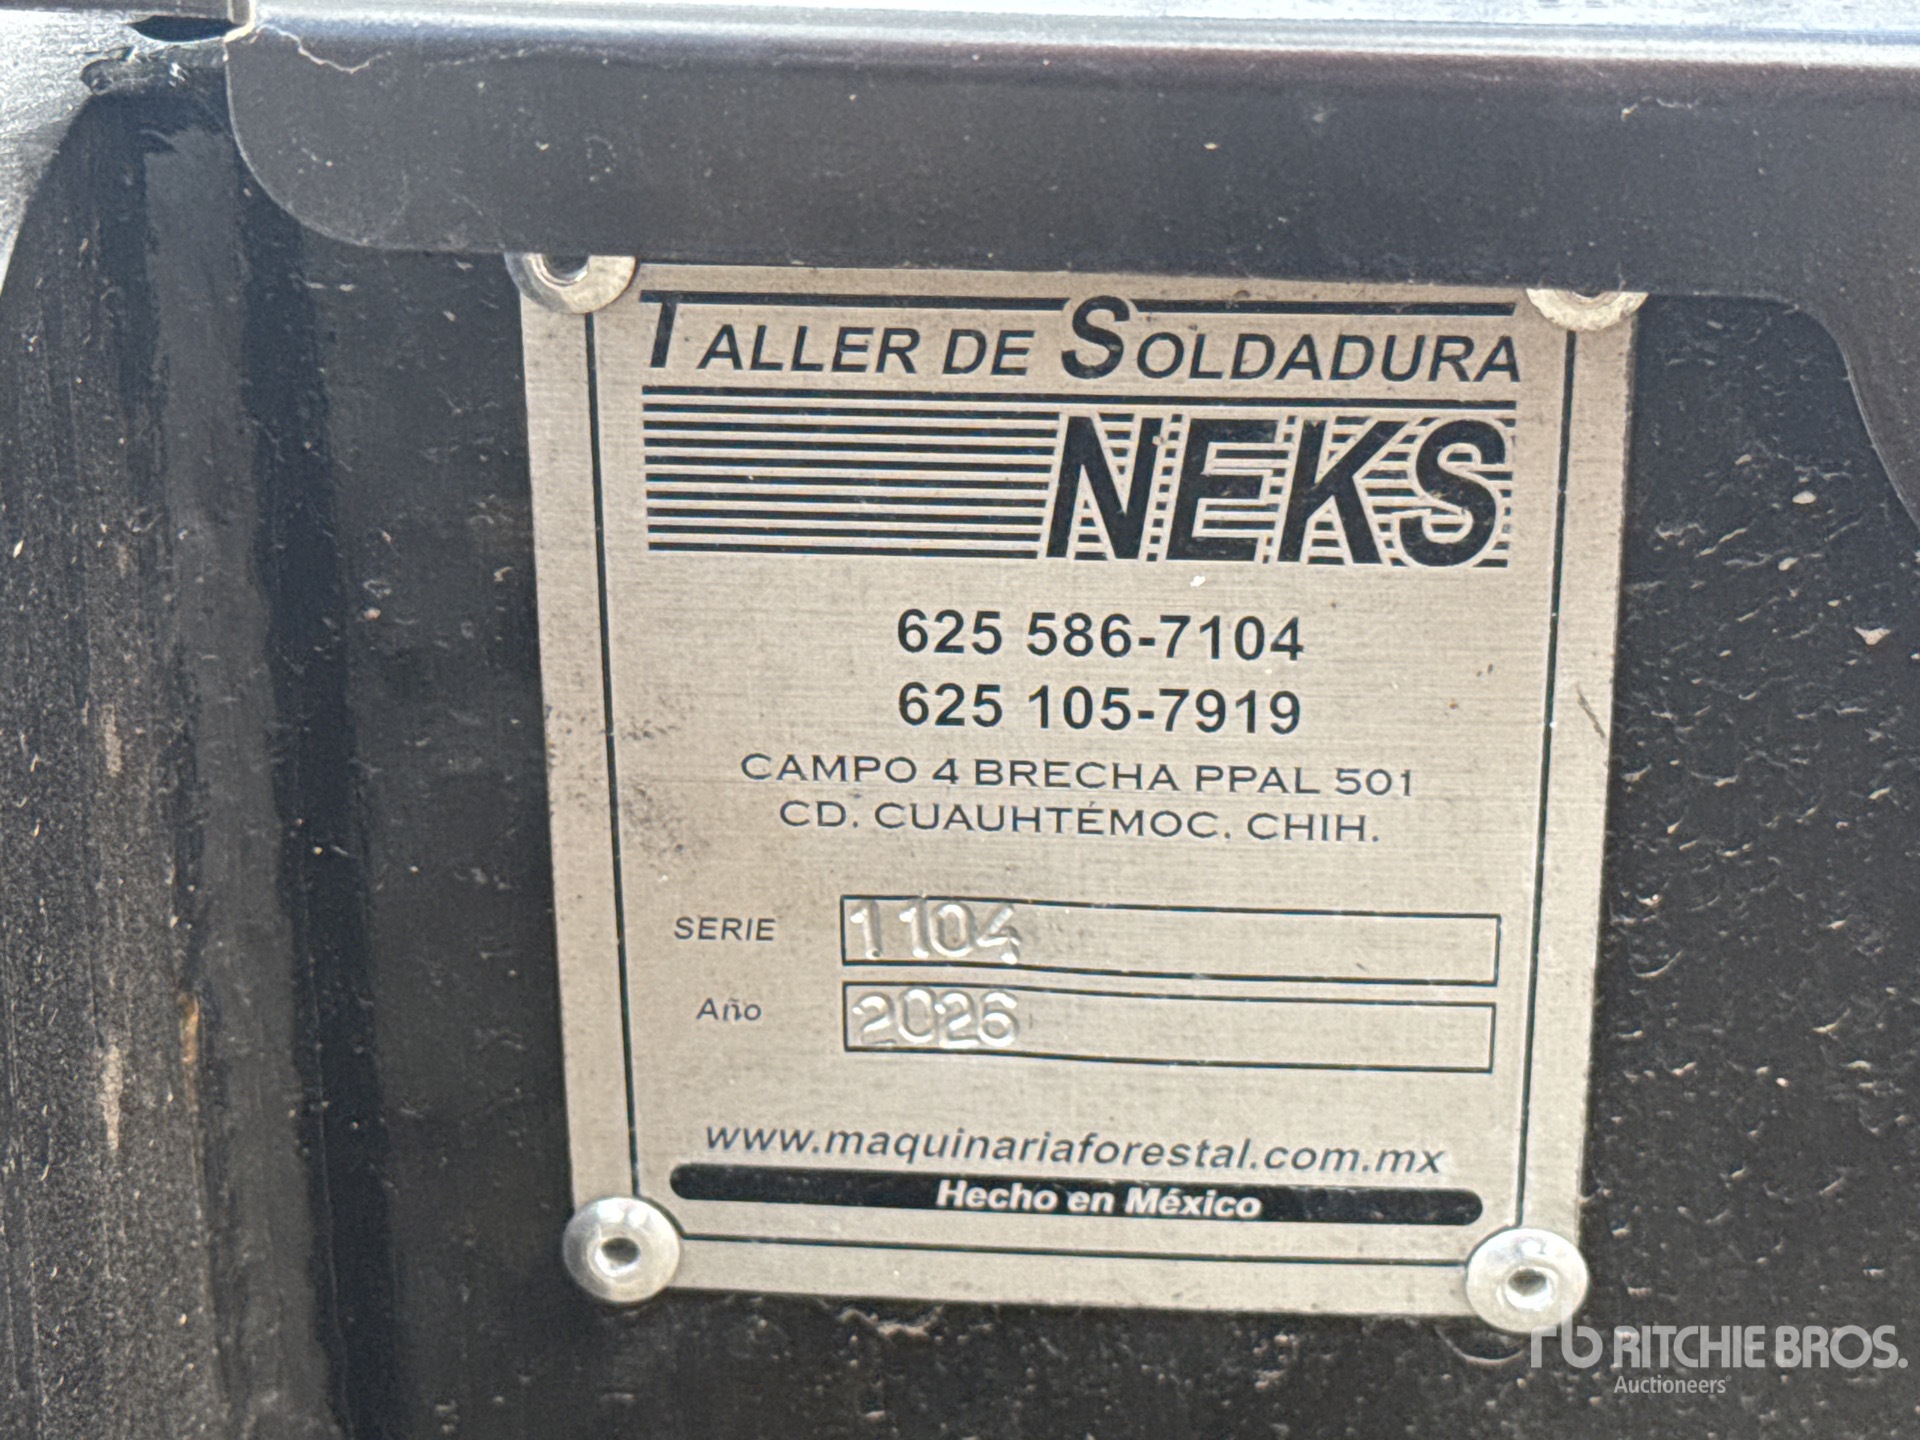 TALLER DE SOLDADURA
NEKS
625 586-7104
625 105-7919
CAMPO 4 BRECHA PPAL 501
CD. CUAUHTÉMOC, CHIH.
SERIE 1104
Año 2026
www.maquinariaforestal.com.mx
Hecho en México
rb RITCHIE BROS.
Auctioneers